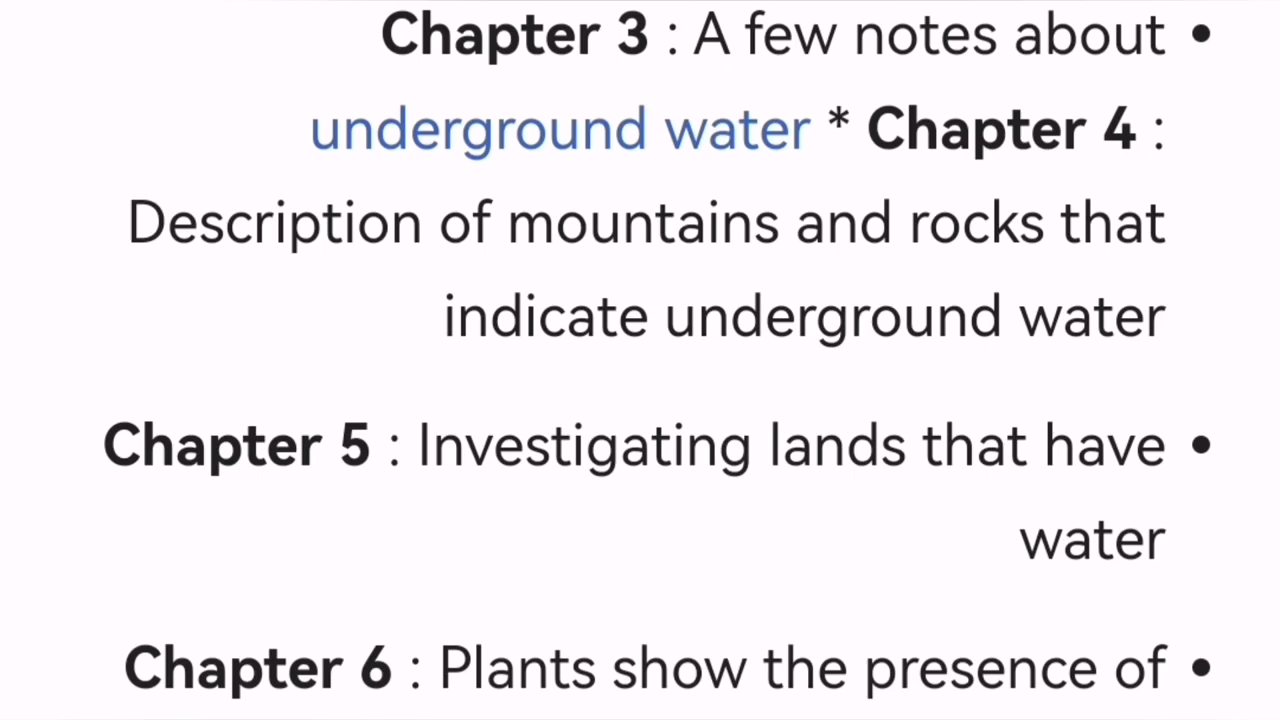 Chapter 3 : A few notes about •
underground water * Chapter 4 :
Description of mountains and rocks that
indicate underground water
Chapter 5 : Investigating lands that have •
water
Chapter 6 : Plants show the presence of •